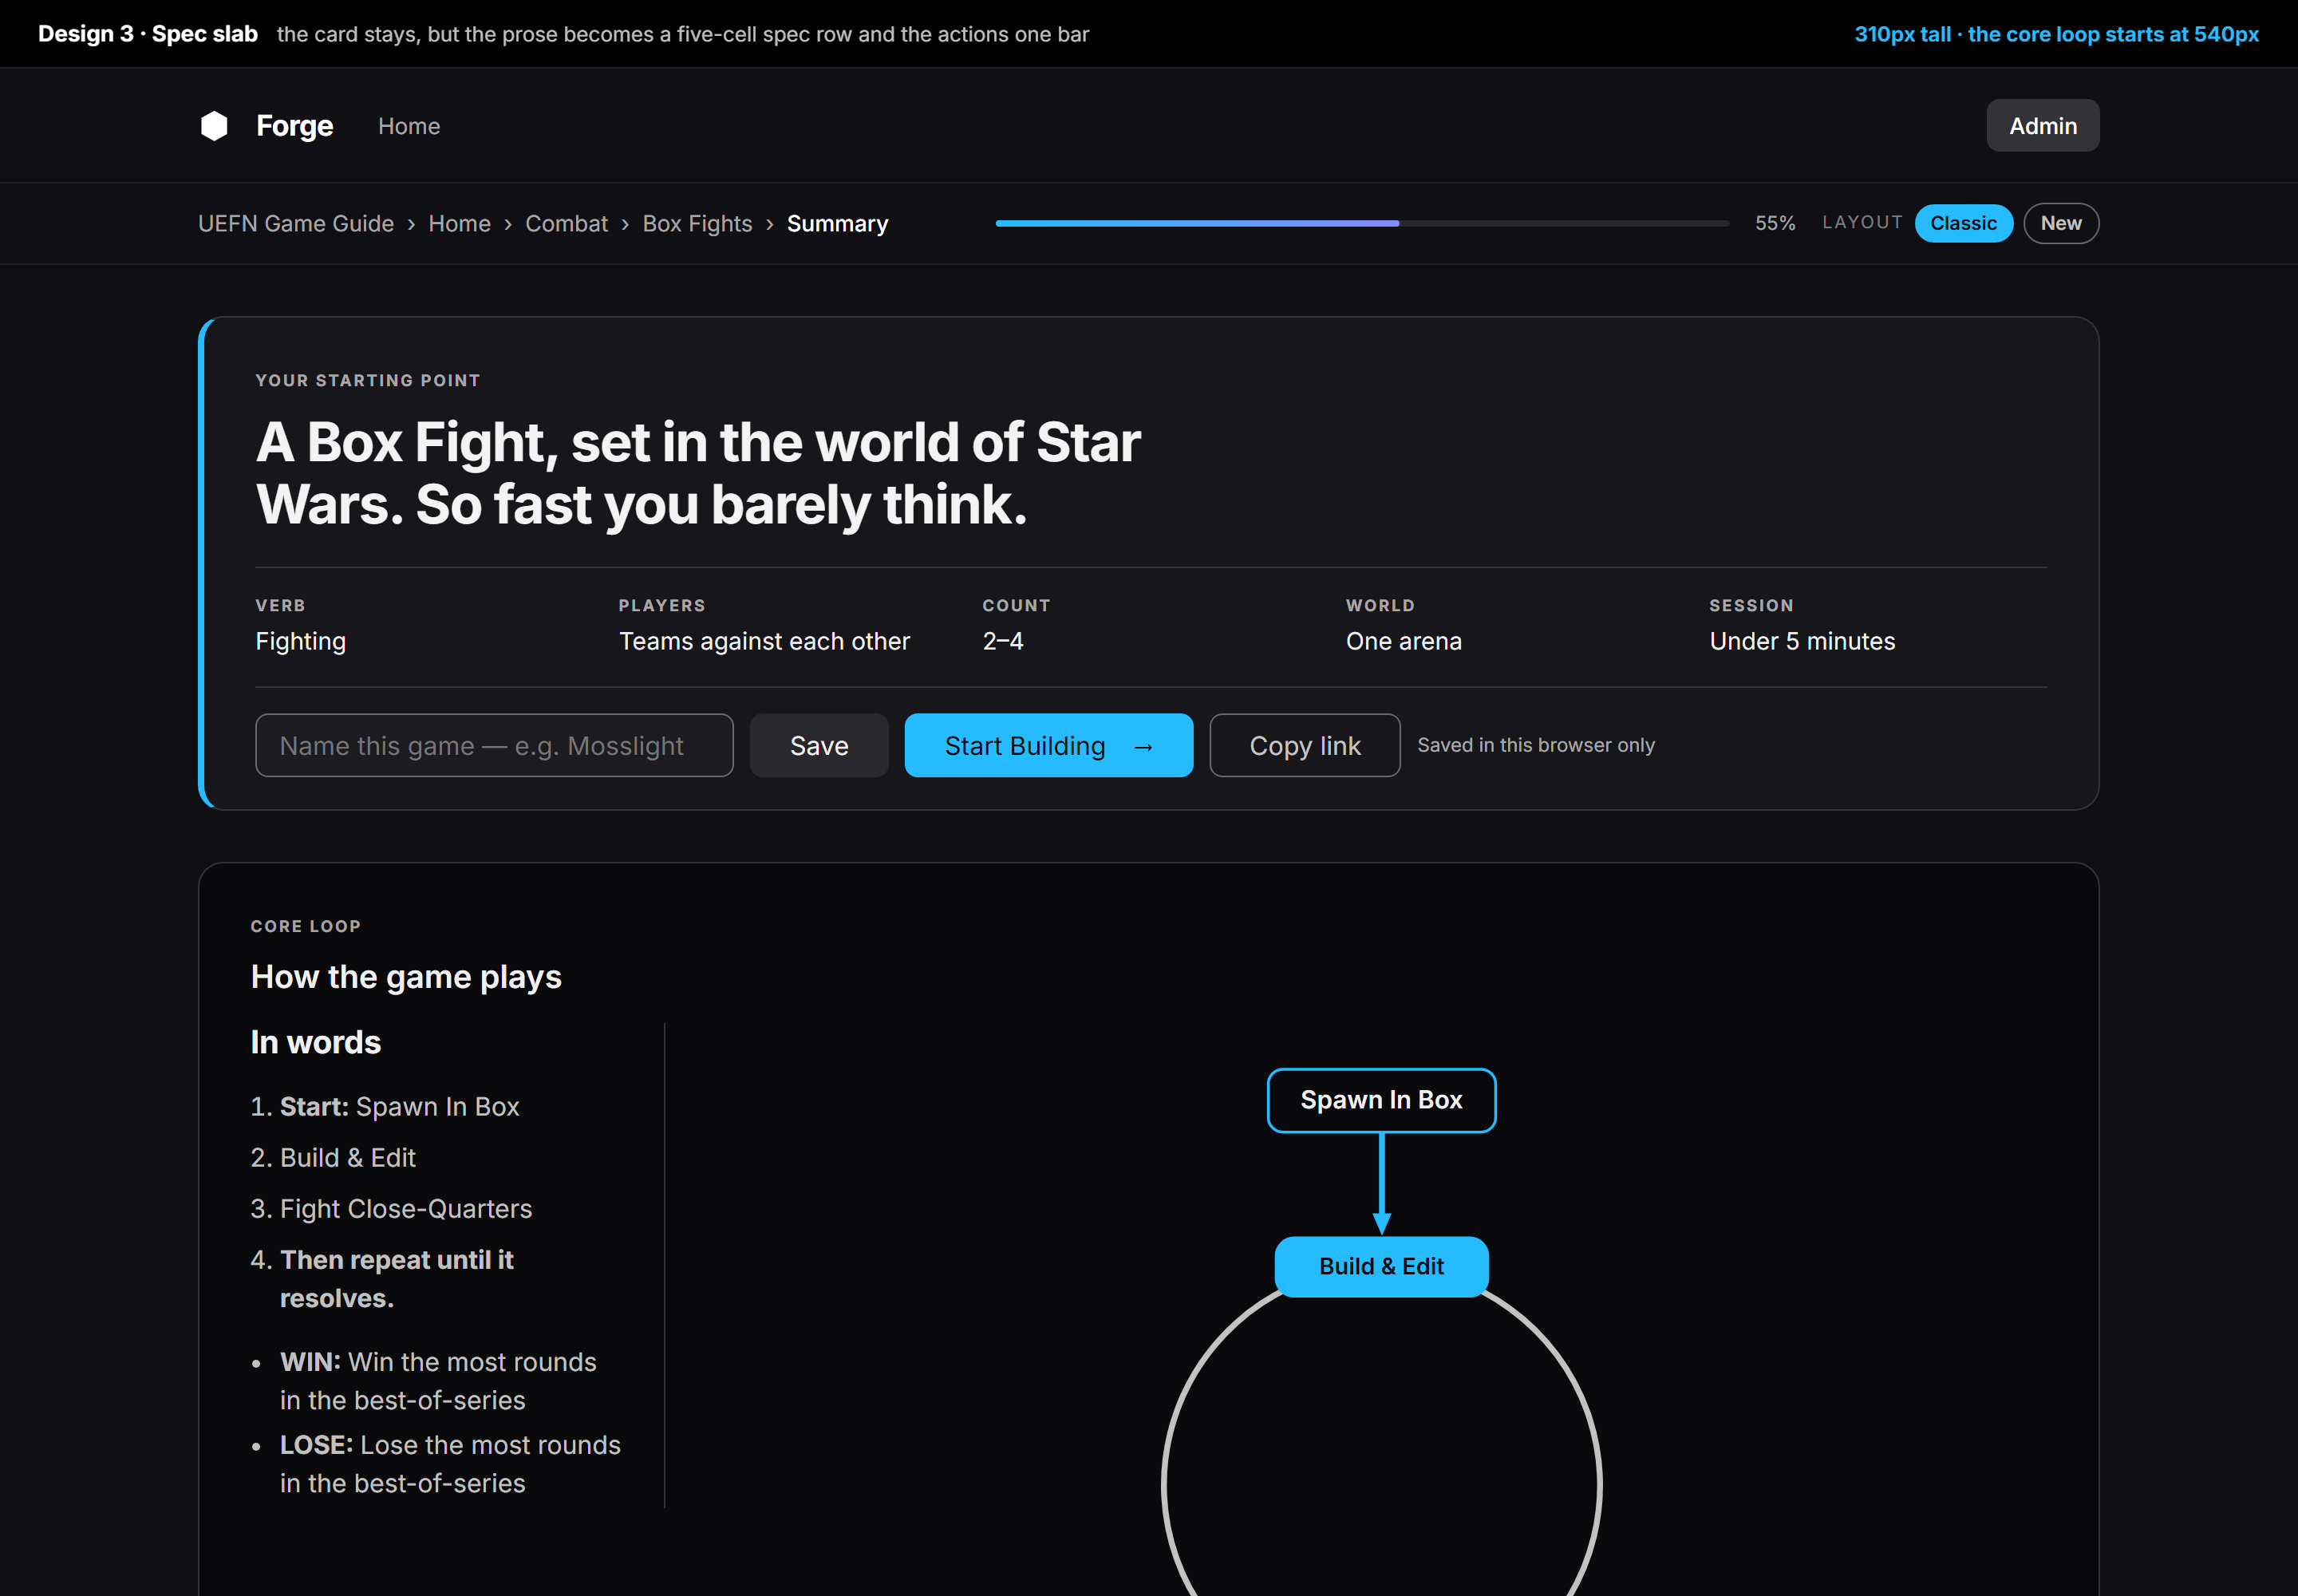 Design 3 · Spec slab the card stays, but the prose becomes a five-cell spec row and the actions one bar 310px tall · the core loop starts at 540px
Forge Home Admin
UEFN Game Guide › Home › Combat › Box Fights › Summary 55% LAYOUT Classic New
YOUR STARTING POINT
A Box Fight, set in the world of Star
Wars. So fast you barely think.
VERB PLAYERS COUNT WORLD SESSION
Fighting Teams against each other 2–4 One arena Under 5 minutes
Name this game — e.g. Mosslight Save Start Building → Copy link Saved in this browser only
CORE LOOP
How the game plays
In words
1. Start: Spawn In Box
2. Build & Edit
3. Fight Close-Quarters
4. Then repeat until it
resolves.
• WIN: Win the most rounds
in the best-of-series
• LOSE: Lose the most rounds
in the best-of-series
Spawn In Box
Build & Edit